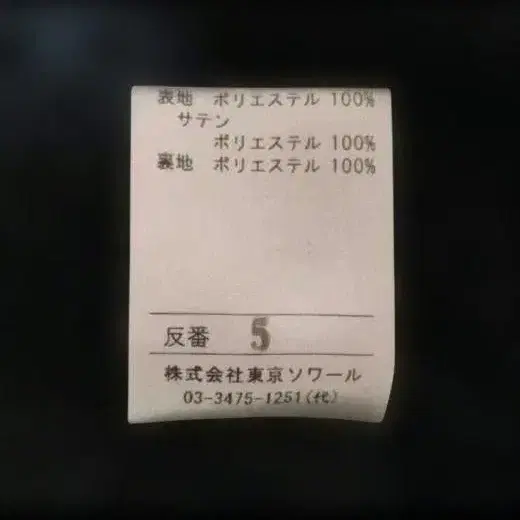 表地 ポリエステル 100%
サテン
ポリエステル 100%
裏地 ポリエステル 100%
反番 5
株式会社東京ソワール
03-3475-1251(代)